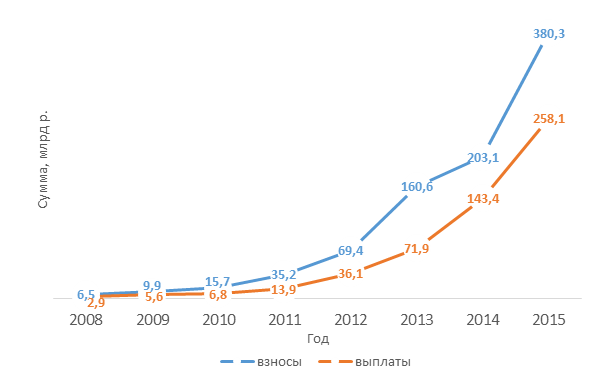 380,3
258,1
203,1
160,6
143,4
69,4
71,9
35,2
36,1
6,5 9,9 15,7
2,9 5,6 6,8 13,9
Сумма, млрд р.
2008 2009 2010 2011 2012 2013 2014 2015
Год
взносы выплаты